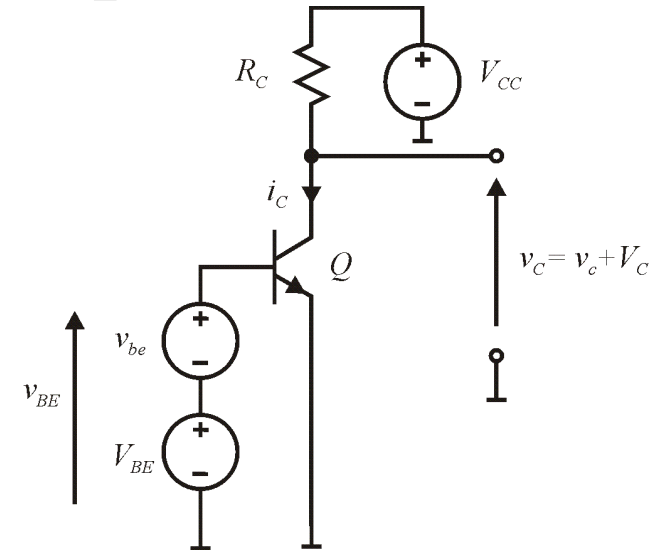 R_C
+
−
V_CC
i_C
Q
v_C = v_c + V_C
+
v_be
−
v_BE
+
V_BE
−